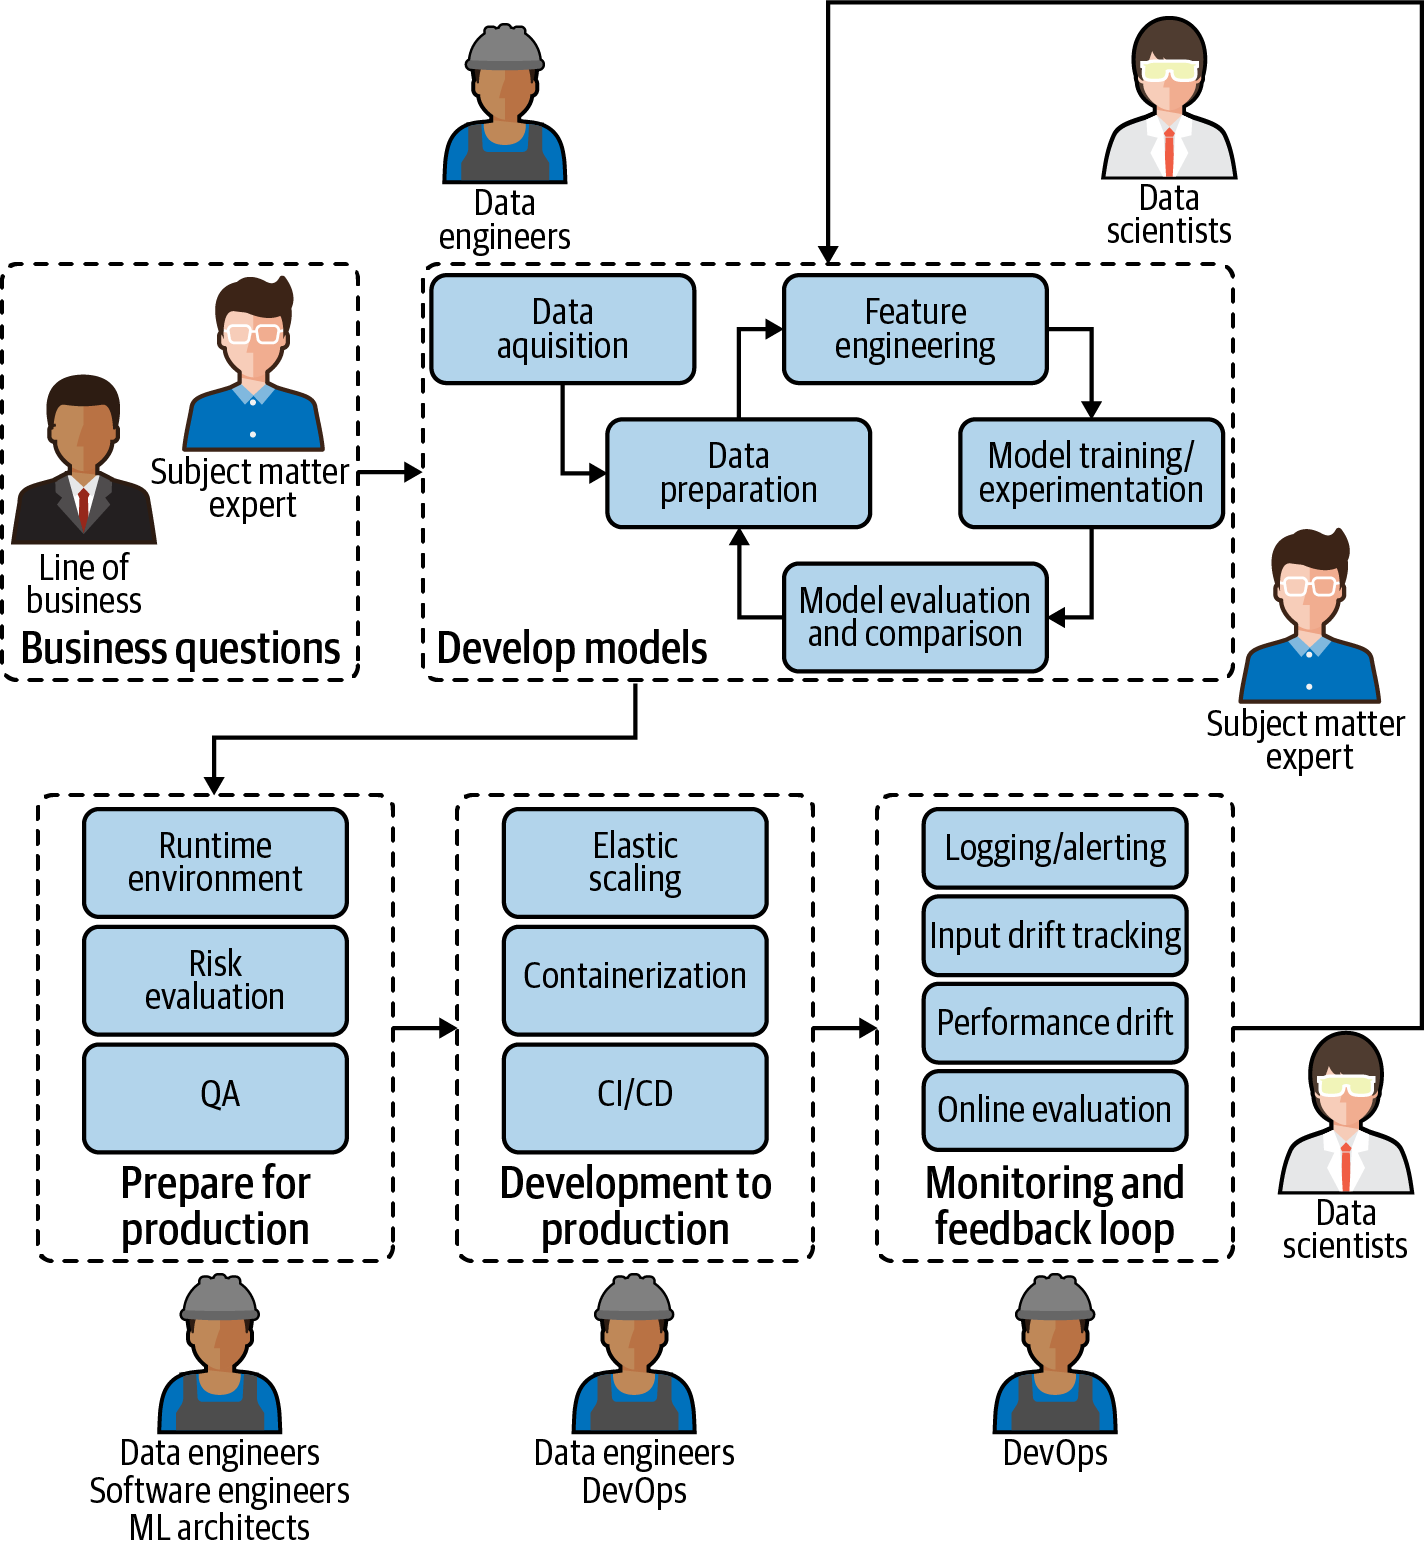 Data
engineers
Data
scientists
Subject matter
expert
Line of
business
Business questions
Data
aquisition
Feature
engineering
Data
preparation
Model training/
experimentation
Model evaluation
and comparison
Develop models
Subject matter
expert
Runtime
environment
Risk
evaluation
QA
Prepare for
production
Elastic
scaling
Containerization
CI/CD
Development to
production
Logging/alerting
Input drift tracking
Performance drift
Online evaluation
Monitoring and
feedback loop
Data
scientists
Data engineers
Software engineers
ML architects
Data engineers
DevOps
DevOps